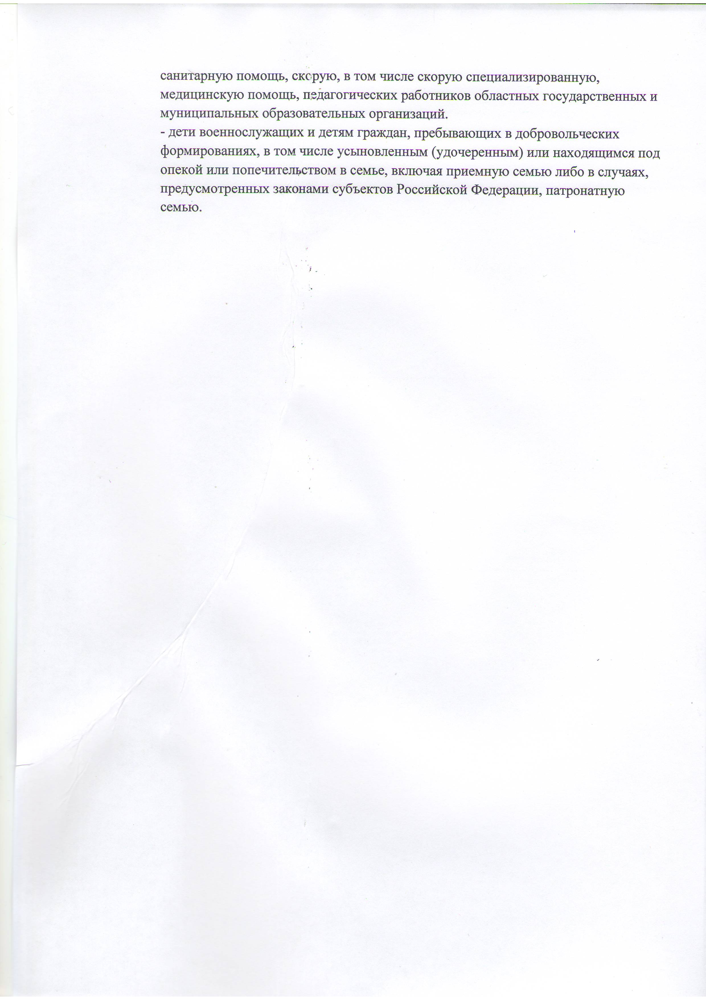 санитарную помощь, скорую, в том числе скорую специализированную,
медицинскую помощь, педагогических работников областных государственных и
муниципальных образовательных организаций.
- дети военнослужащих и детям граждан, пребывающих в добровольческих
формированиях, в том числе усыновленным (удочеренным) или находящимся под
опекой или попечительством в семье, включая приемную семью либо в случаях,
предусмотренных законами субъектов Российской Федерации, патронатную
семью.